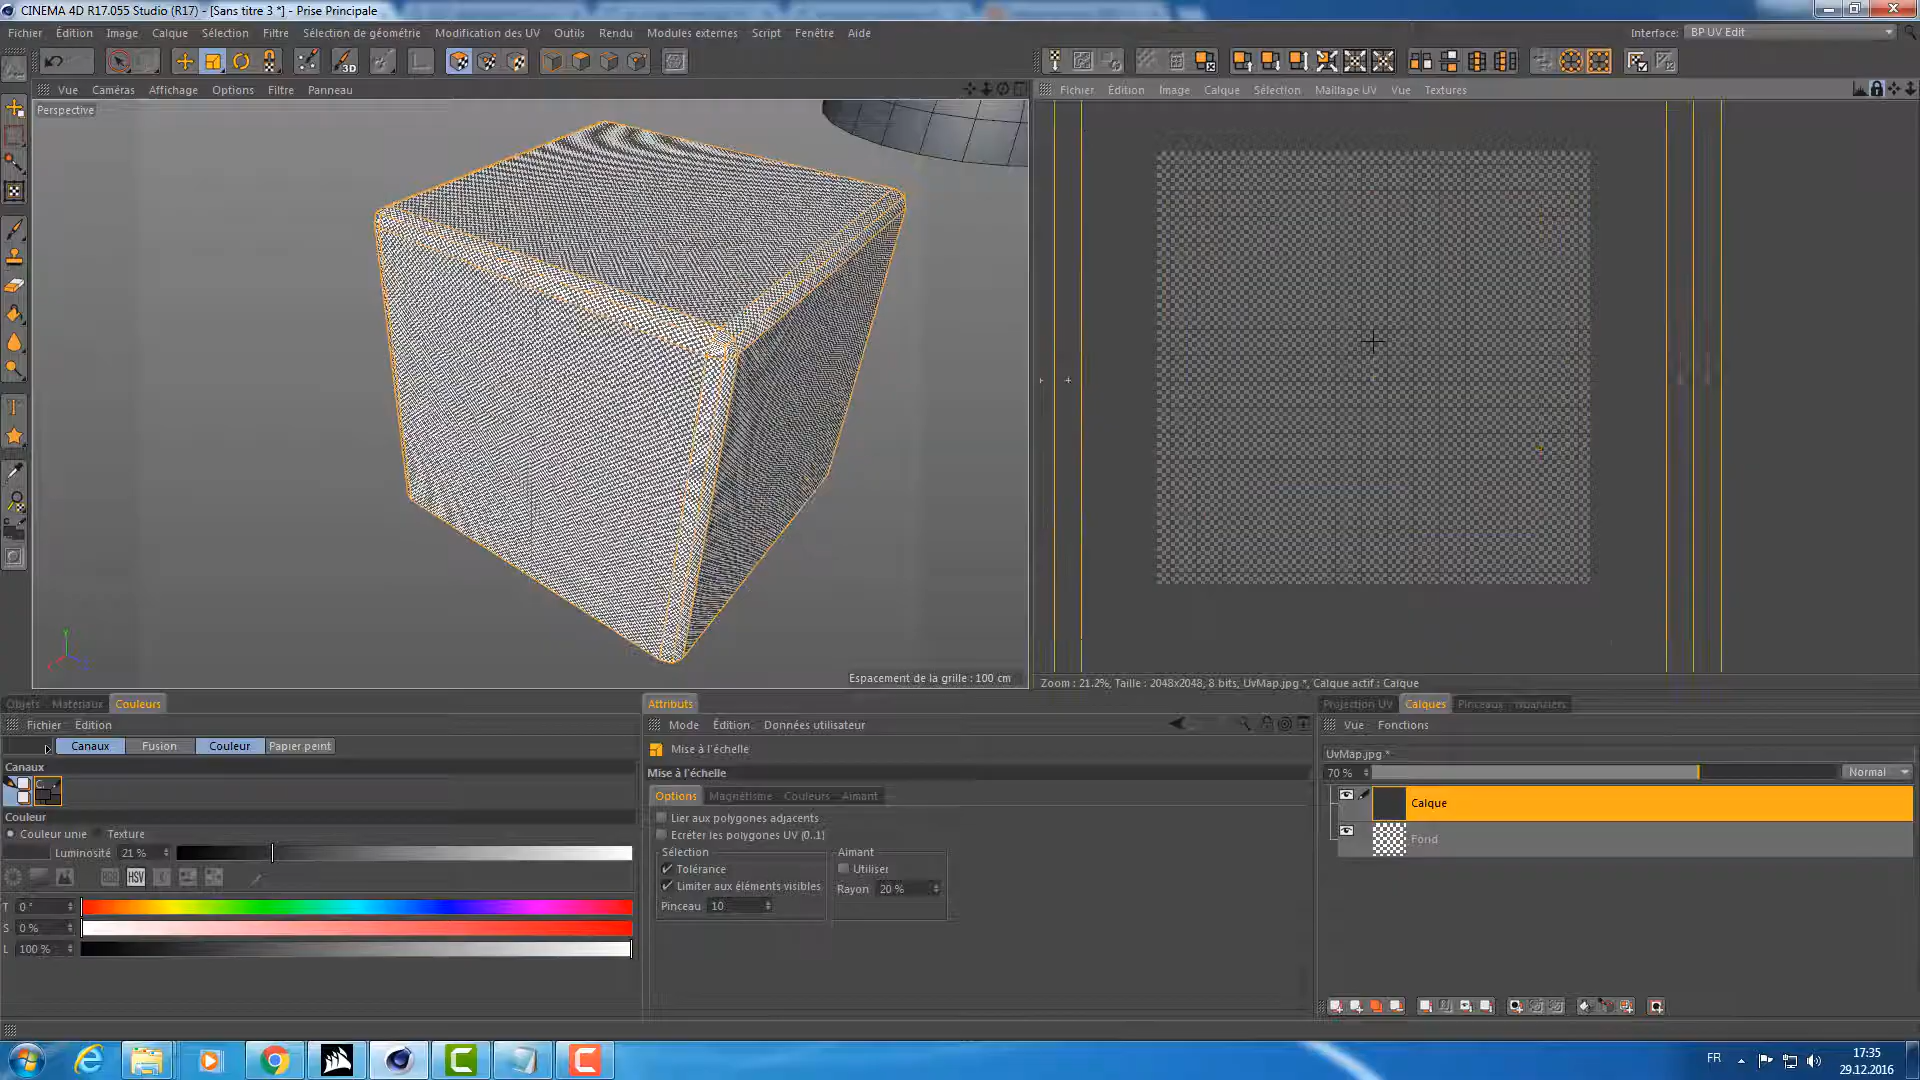 CINEMA 4D R17.055 Studio (R17) - [Sans titre 3 *] - Prise Principale
Fichier Édition Image Calque Sélection Filtre Sélection de géométrie Modification des UV Outils Rendu Modules externes Script Fenêtre Aide
Interface: BP UV Edit
3D
Vue Caméras Affichage Options Filtre Panneau
Fichier Édition Image Calque Sélection Maillage UV Vue Textures
Perspective
Y
Espacement de la grille : 100 cm
Zoom : 21.2%, Taille : 2048x2048, 8 bits, UvMap.jpg *, Calque actif : Calque
Objets Matériaux Couleurs
Attributs
Projection UV Calques Pinceaux Nuanciers
Fichier Édition
Mode Édition Données utilisateur
Vue Fonctions
Canaux Fusion Couleur Papier peint
Mise à l'échelle
UvMap.jpg *
Canaux
Mise à l'échelle
70 % Normal
Options Magnétisme Couleurs Aimant
Calque
Couleur
Lier aux polygones adjacents
Couleur unie Texture
Ecréter les polygones UV (0..1)
Fond
Luminosité 21 %
Sélection Aimant
Tolérance Utiliser
RGB HSV K
Limiter aux éléments visibles Rayon 20 %
T 0 °
Pinceau 10
S 0 %
L 100 %
FR
17:35
29.12.2016